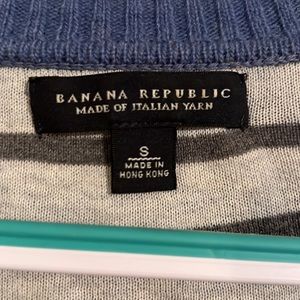 BANANA REPUBLIC
MADE OF ITALIAN YARN
S
MADE IN
HONG KONG